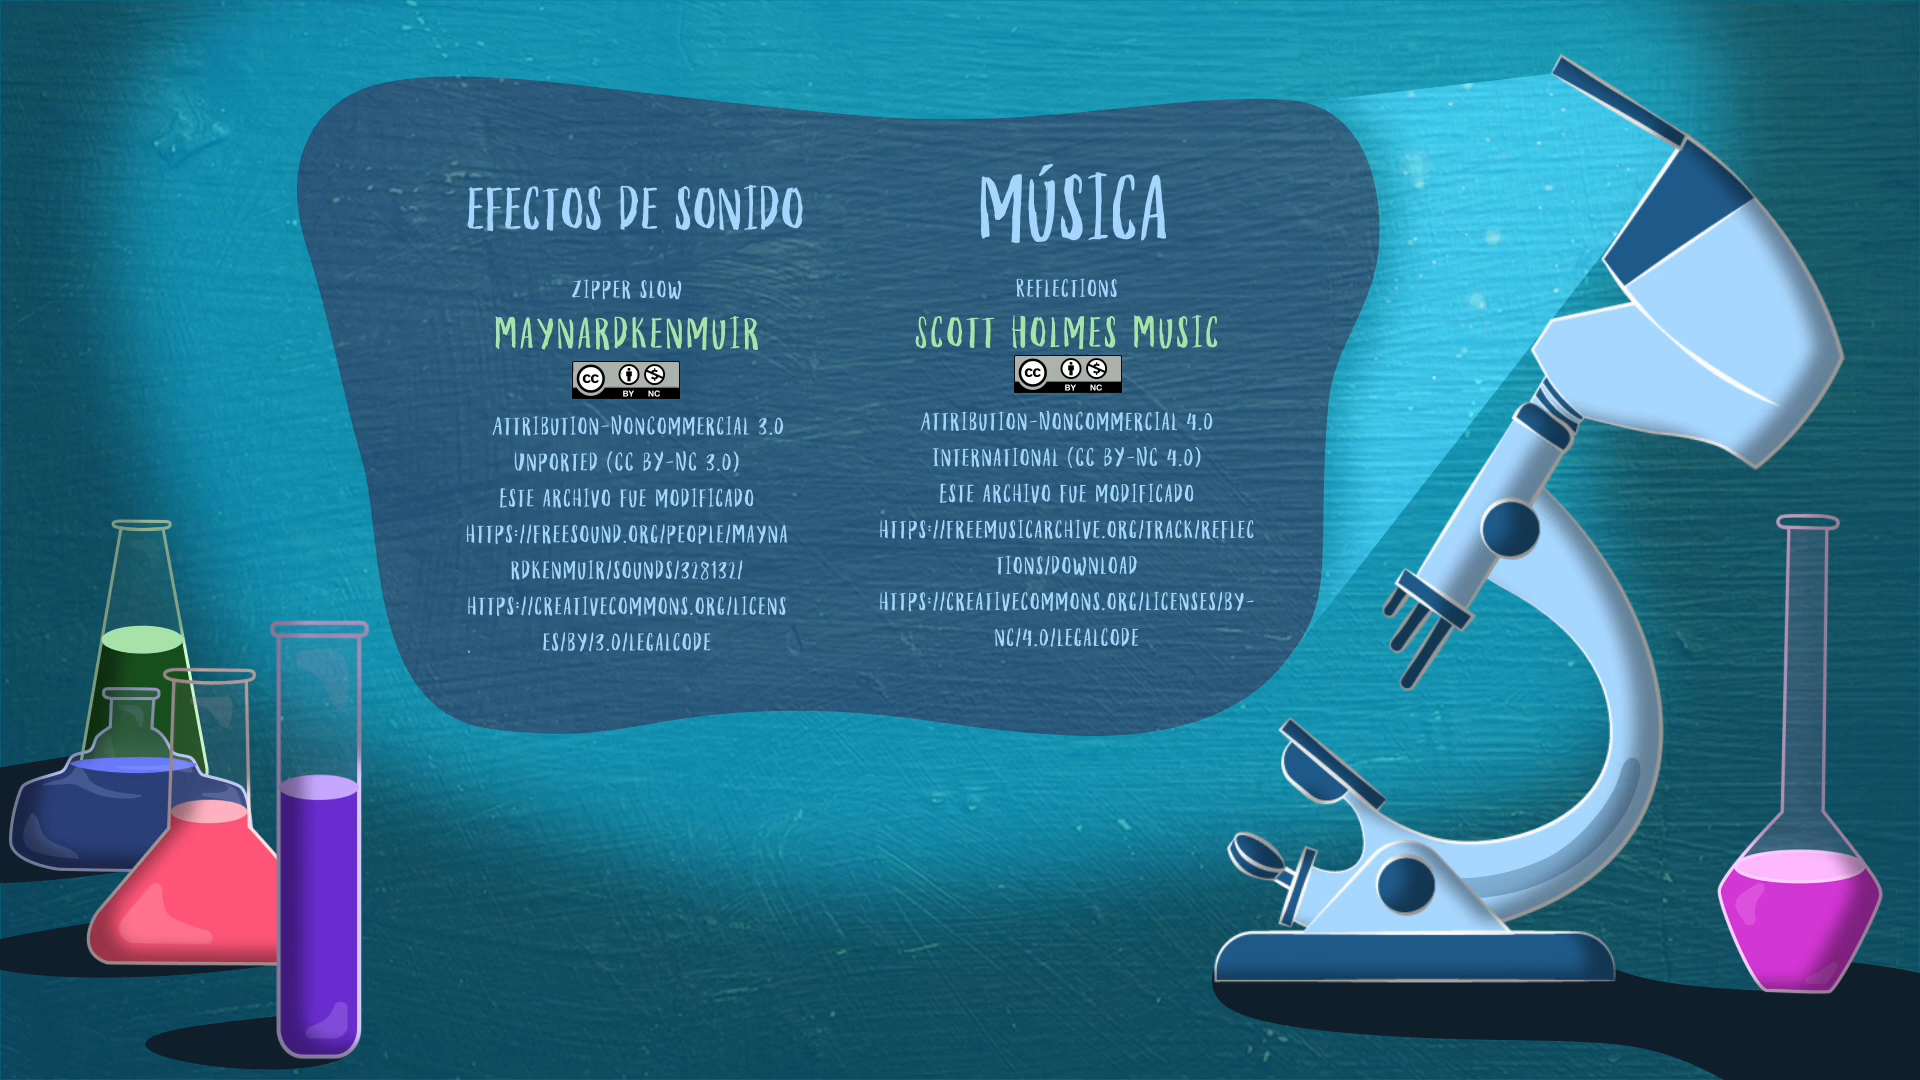 EFECTOS DE SONIDO
ZIPPER SLOW
MAYNARDKENMUIR
CC BY NC
ATTRIBUTION-NONCOMMERCIAL 3.0
UNPORTED (CC BY-NC 3.0)
ESTE ARCHIVO FUE MODIFICADO
HTTPS://FREESOUND.ORG/PEOPLE/MAYNA
RDKENMUIR/SOUNDS/328132/
HTTPS://CREATIVECOMMONS.ORG/LICENS
ES/BY/3.0/LEGALCODE
MÚSICA
REFLECTIONS
SCOTT HOLMES MUSIC
CC BY NC
ATTRIBUTION-NONCOMMERCIAL 4.0
INTERNATIONAL (CC BY-NC 4.0)
ESTE ARCHIVO FUE MODIFICADO
HTTPS://FREEMUSICARCHIVE.ORG/TRACK/REFLEC
TIONS/DOWNLOAD
HTTPS://CREATIVECOMMONS.ORG/LICENSES/BY-
NC/4.0/LEGALCODE